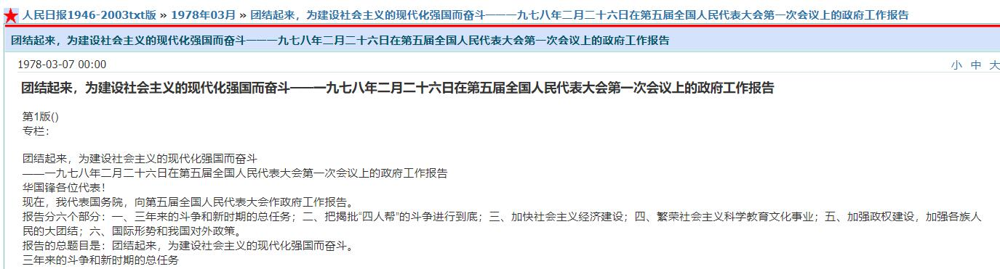 人民日报1946-2003txt版 » 1978年03月 » 团结起来，为建设社会主义的现代化强国而奋斗———一九七八年二月二十六日在第五届全国人民代表大会第一次会议上的政府工作报告
团结起来，为建设社会主义的现代化强国而奋斗———一九七八年二月二十六日在第五届全国人民代表大会第一次会议上的政府工作报告
1978-03-07 00:00
小 中 大
团结起来，为建设社会主义的现代化强国而奋斗——一九七八年二月二十六日在第五届全国人民代表大会第一次会议上的政府工作报告
第1版()
专栏：
团结起来，为建设社会主义的现代化强国而奋斗
——一九七八年二月二十六日在第五届全国人民代表大会第一次会议上的政府工作报告
华国锋各位代表！
现在，我代表国务院，向第五届全国人民代表大会作政府工作报告。
报告分六个部分：一、三年来的斗争和新时期的总任务；二、把揭批“四人帮”的斗争进行到底；三、加快社会主义经济建设；四、繁荣社会主义科学教育文化事业；五、加强政权建设，加强各族人
民的大团结；六、国际形势和我国对外政策。
报告的总题目是：团结起来，为建设社会主义的现代化强国而奋斗。
三年来的斗争和新时期的总任务